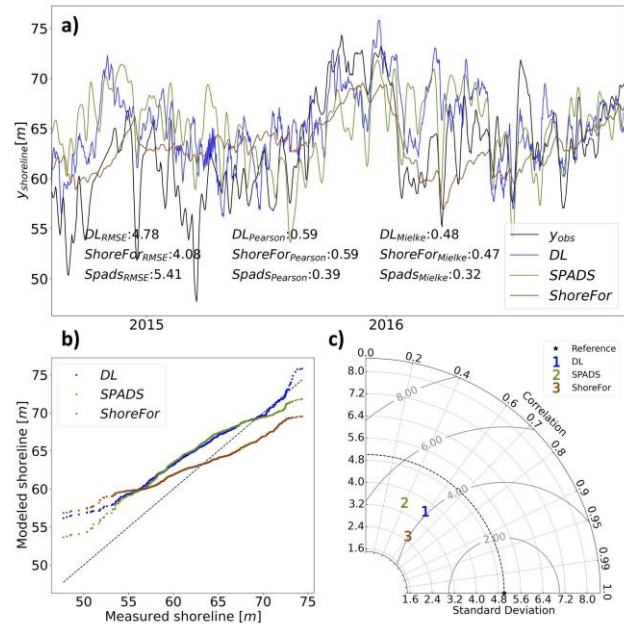 a)
75
70
65
60
55
50
y_shoreline[m]
DL_RMSE:4.78 DL_Pearson:0.59 DL_Mielke:0.48
ShoreFor_RMSE:4.08 ShoreFor_Pearson:0.59 ShoreFor_Mielke:0.47
Spads_RMSE:5.41 Spads_Pearson:0.39 Spads_Mielke:0.32
y_obs
DL
SPADS
ShoreFor
2015 2016
b)
75
70
65
60
55
50
Modeled shoreline [m]
DL
SPADS
ShoreFor
50 55 60 65 70 75
Measured shoreline [m]
c)
Reference
1 DL
2 SPADS
3 ShoreFor
0.0 0.2 0.4 0.6 0.7 0.8 0.9 0.95 0.99 1.0
Correlation
8.0
7.2
6.4
5.6
4.8
4.0
3.2
2.4
1.6
8.00
6.00
4.00
2.00
2
1
3
1.6 2.4 3.2 4.0 4.8 5.6 6.4 7.2 8.0
Standard Deviation